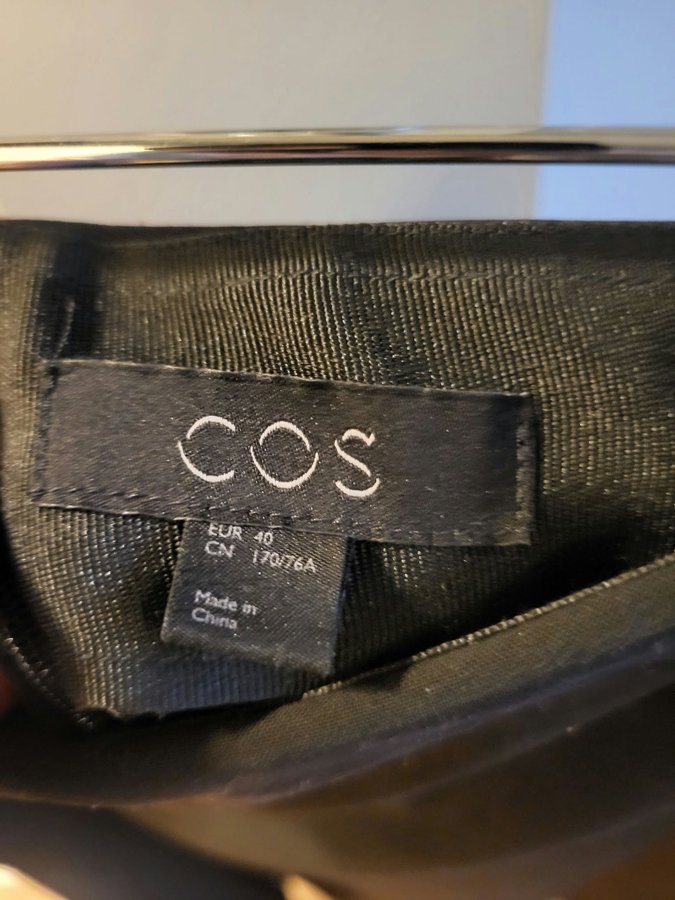 COS
EUR 40
CN 170/76A
Made in
China